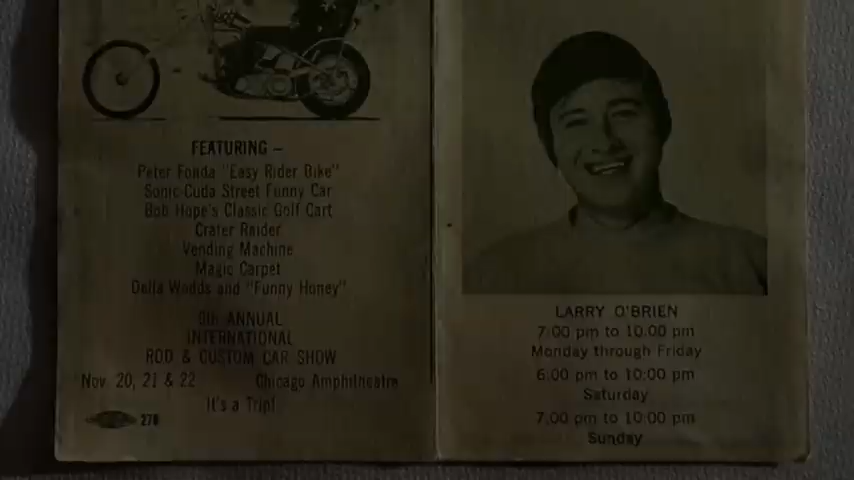 FEATURING –
Peter Fonda "Easy Rider Bike"
Sonic Cuda Street Funny Car
Bob Hope's Classic Golf Cart
Crater Raider
Vending Machine
Magic Carpet
Della Woods and "Funny Honey"
9th ANNUAL
INTERNATIONAL
ROD & CUSTOM CAR SHOW
Nov. 20, 21 & 22 Chicago Amphitheatre
It's a Trip!
278
LARRY O'BRIEN
7:00 pm to 10:00 pm
Monday through Friday
6:00 pm to 10:00 pm
Saturday
7:00 pm to 10:00 pm
Sunday